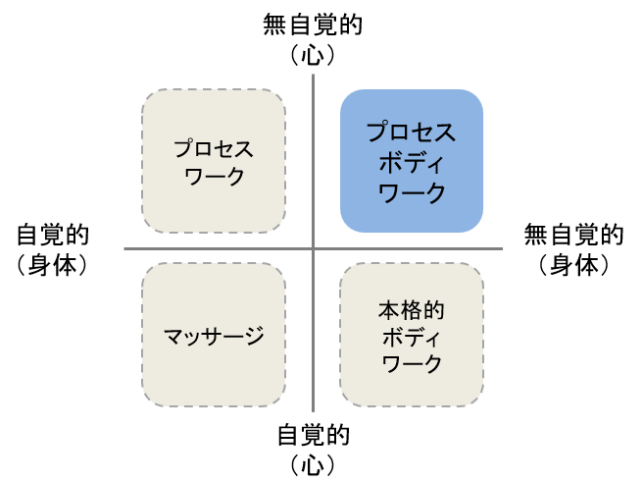 無自覚的
（心）
プロセス
ワーク
プロセス
ボディ
ワーク
自覚的
（身体）
無自覚的
（身体）
マッサージ
本格的
ボディ
ワーク
自覚的
（心）